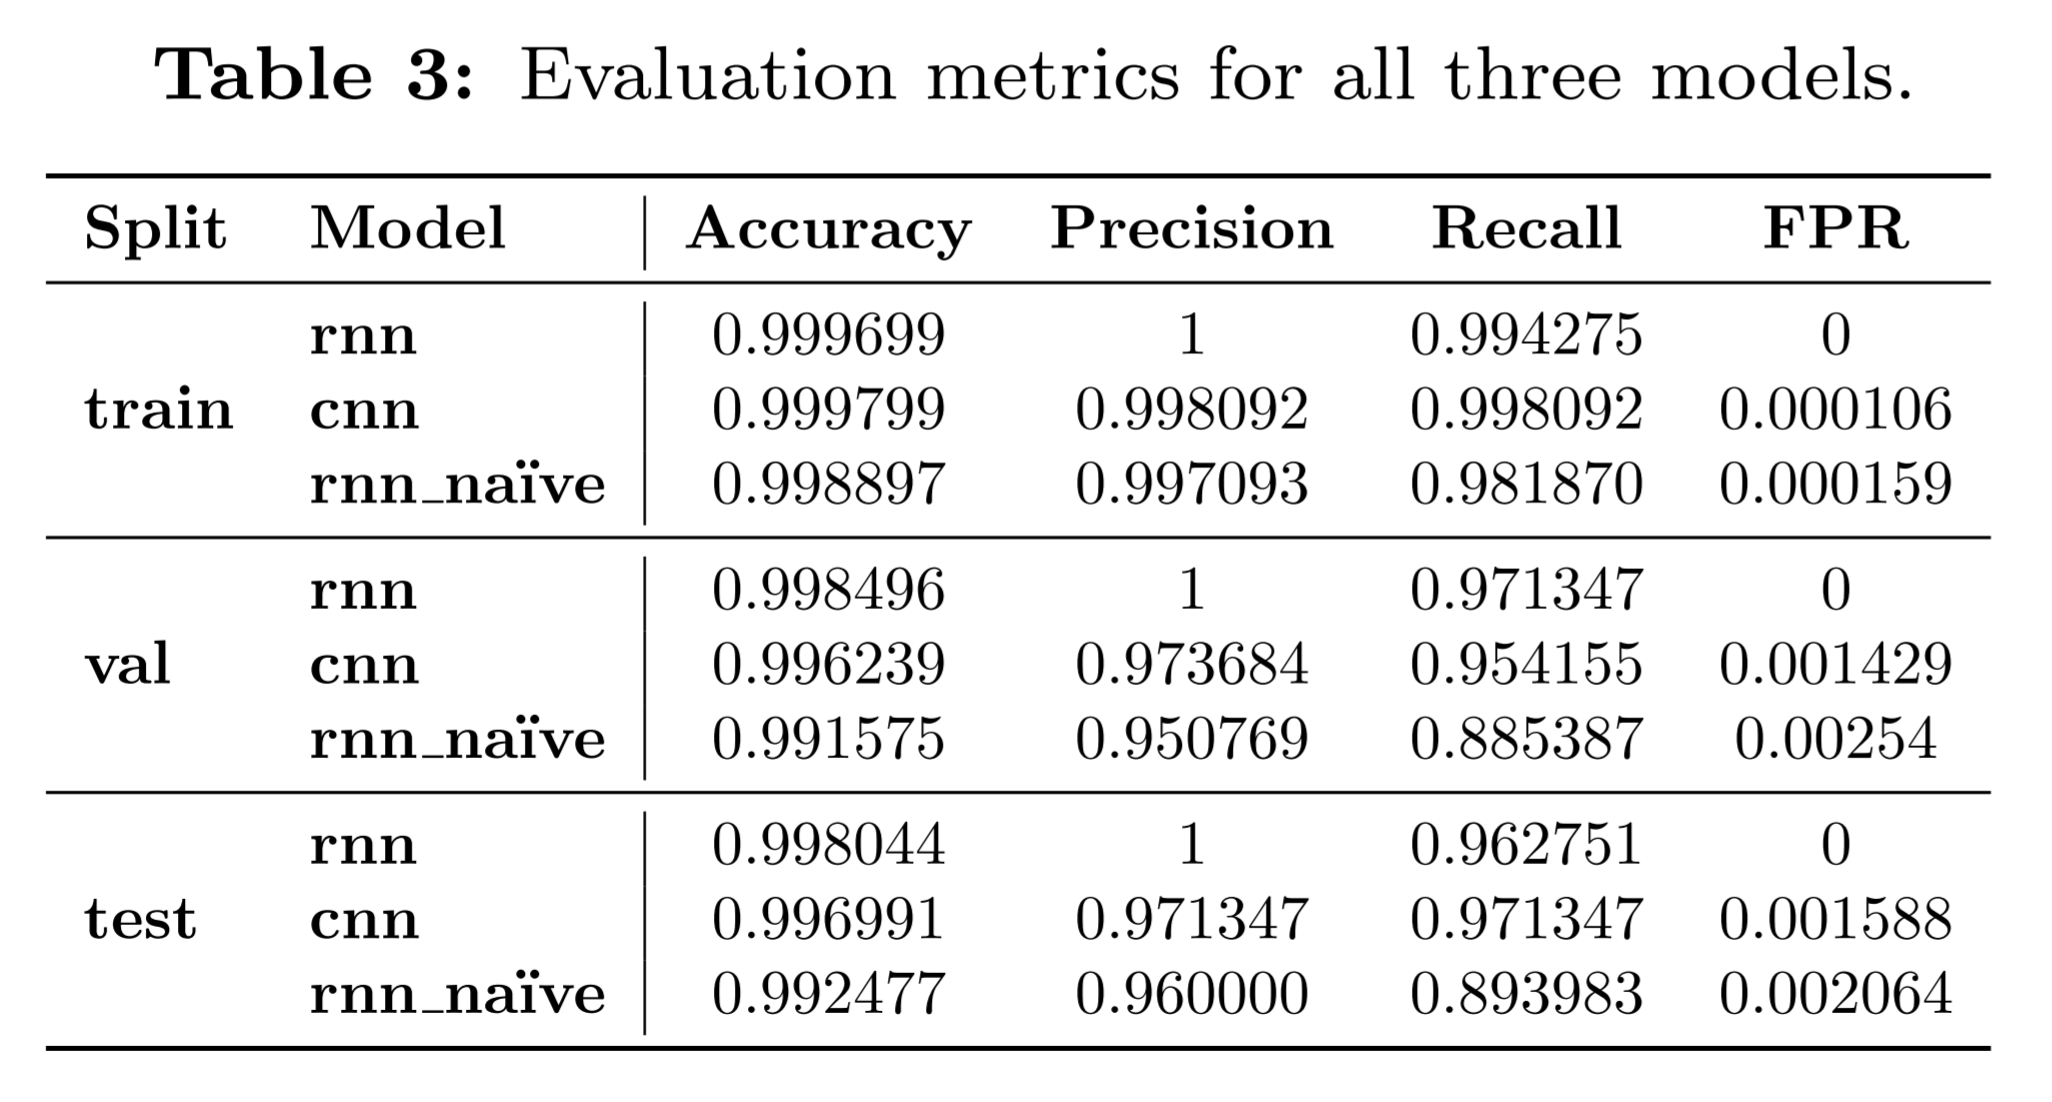 Table 3: Evaluation metrics for all three models.
Split Model Accuracy Precision Recall FPR
rnn 0.999699 1 0.994275 0
train cnn 0.999799 0.998092 0.998092 0.000106
rnn_naïve 0.998897 0.997093 0.981870 0.000159
rnn 0.998496 1 0.971347 0
val cnn 0.996239 0.973684 0.954155 0.001429
rnn_naïve 0.991575 0.950769 0.885387 0.00254
rnn 0.998044 1 0.962751 0
test cnn 0.996991 0.971347 0.971347 0.001588
rnn_naïve 0.992477 0.960000 0.893983 0.002064